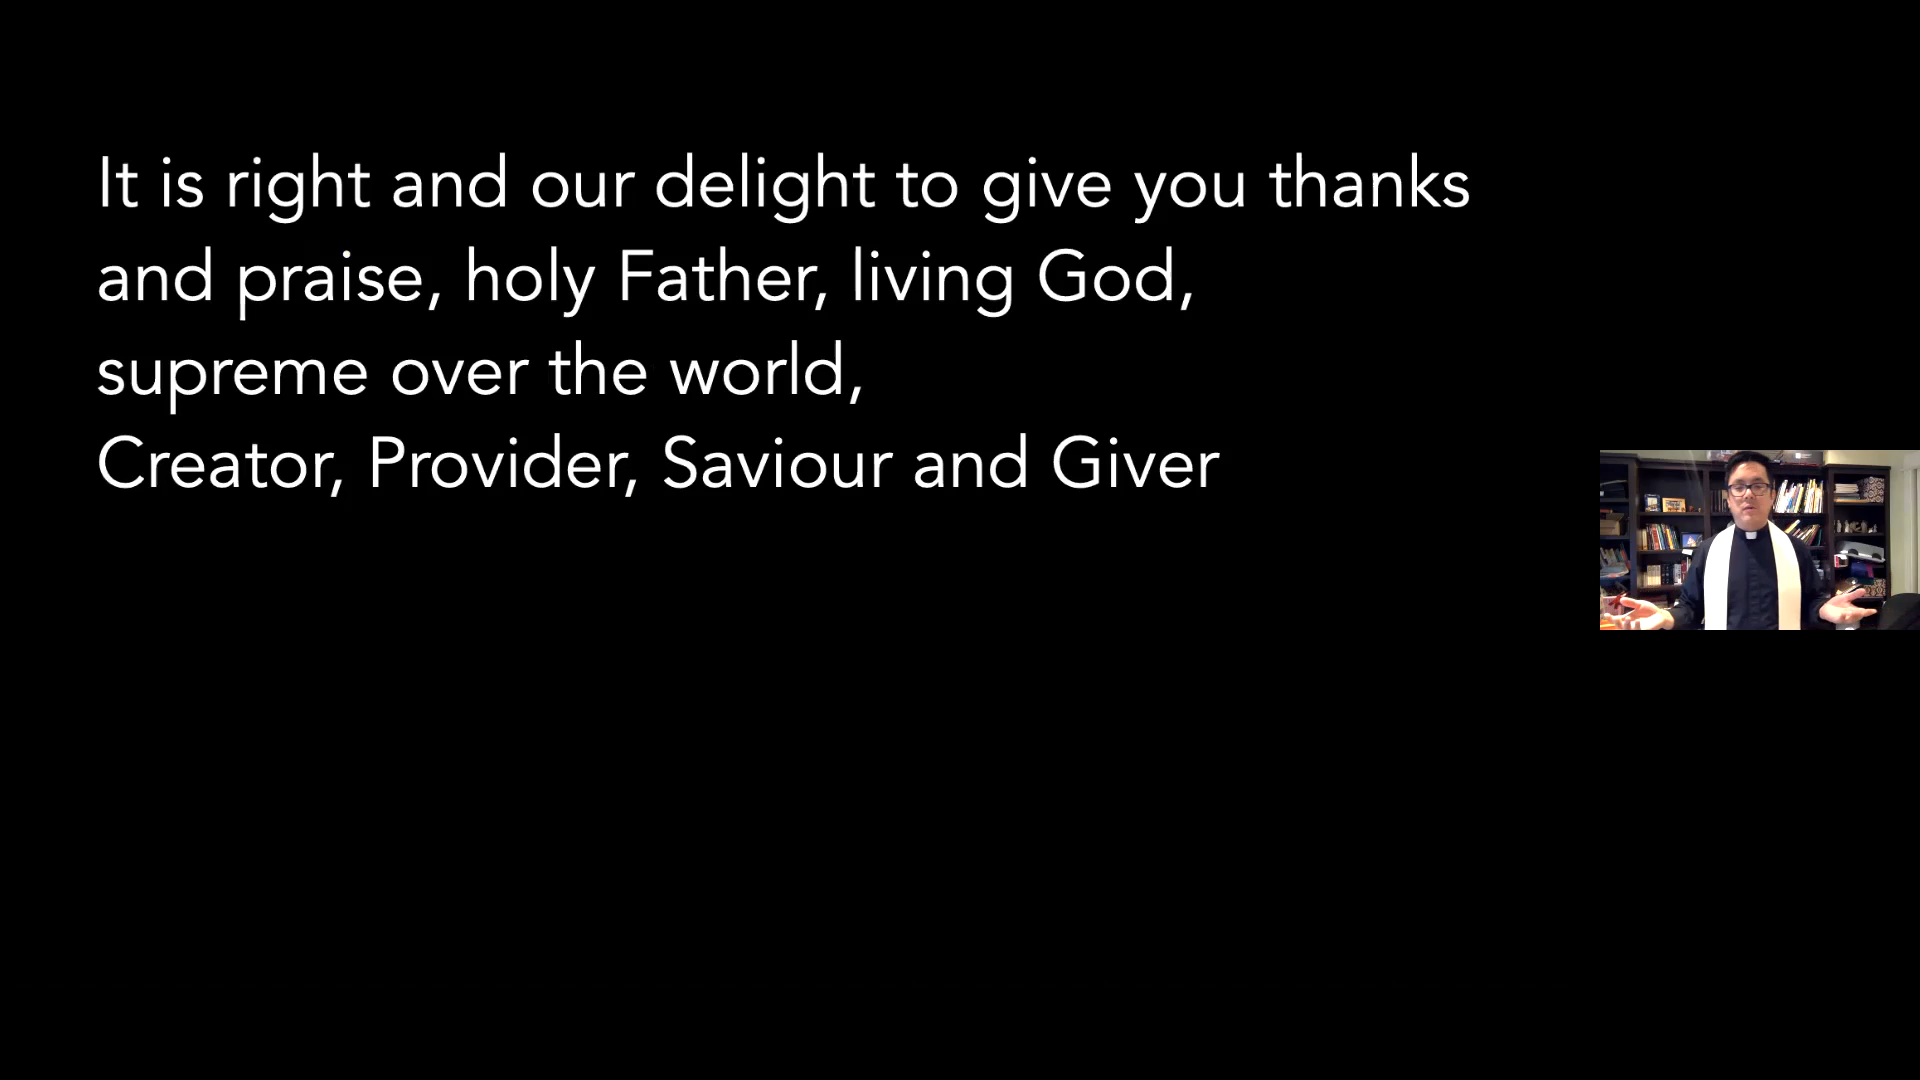 It is right and our delight to give you thanks
and praise, holy Father, living God,
supreme over the world,
Creator, Provider, Saviour and Giver